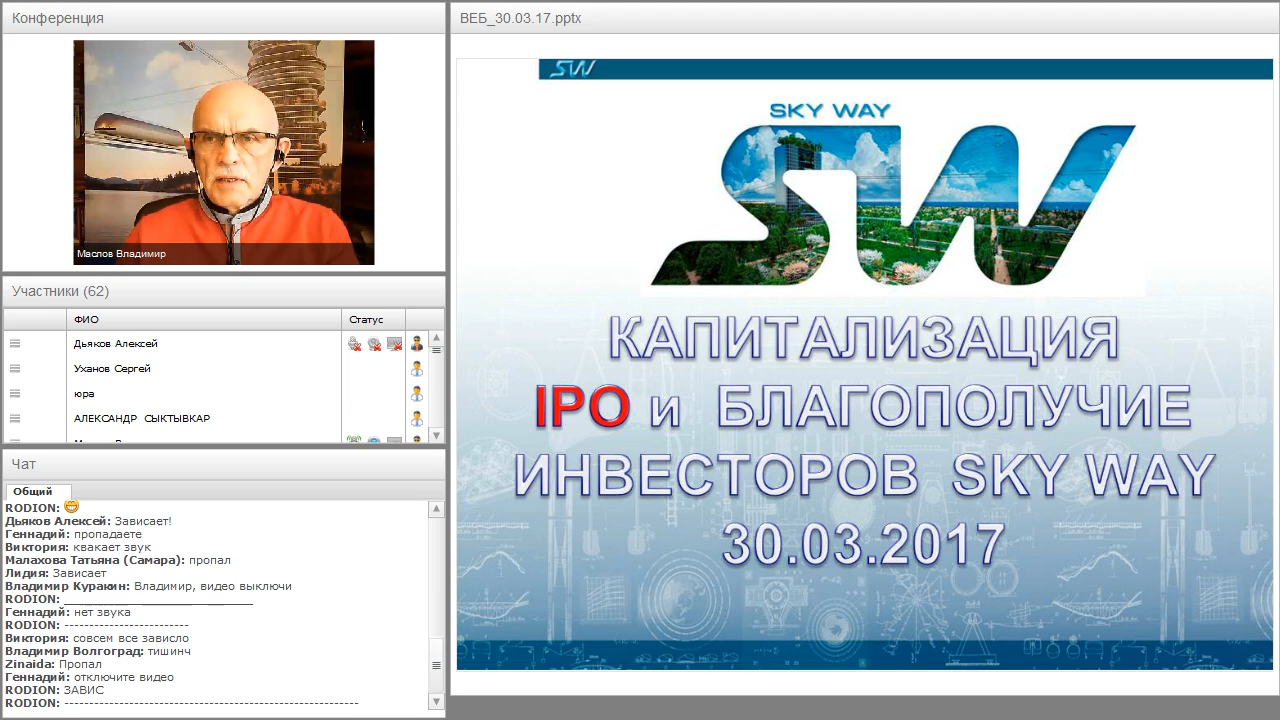 Конференция
Маслов Владимир
Участники (62)
ФИО
Статус
Дьяков Алексей
Уханов Сергей
юра
АЛЕКСАНДР СЫКТЫВКАР
Чат
Общий
RODION:
Дьяков Алексей: Зависает!
Геннадий: пропадаете
Виктория: квакает звук
Малахова Татьяна (Самара): пропал
Лидия: Зависает
Владимир Куракин: Владимир, видео выключи
RODION: ______________________________
Геннадий: нет звука
RODION: -------------------------
Виктория: совсем все зависло
Владимир Волгоград: тишинч
Zinaida: Пропал
Геннадий: отключите видео
RODION: ЗАВИС
RODION: -----------------------------------------------------------
ВЕБ_30.03.17.pptx
SW
SKY WAY
SW
КАПИТАЛИЗАЦИЯ
IPO и БЛАГОПОЛУЧИЕ
ИНВЕСТОРОВ SKY WAY
30.03.2017